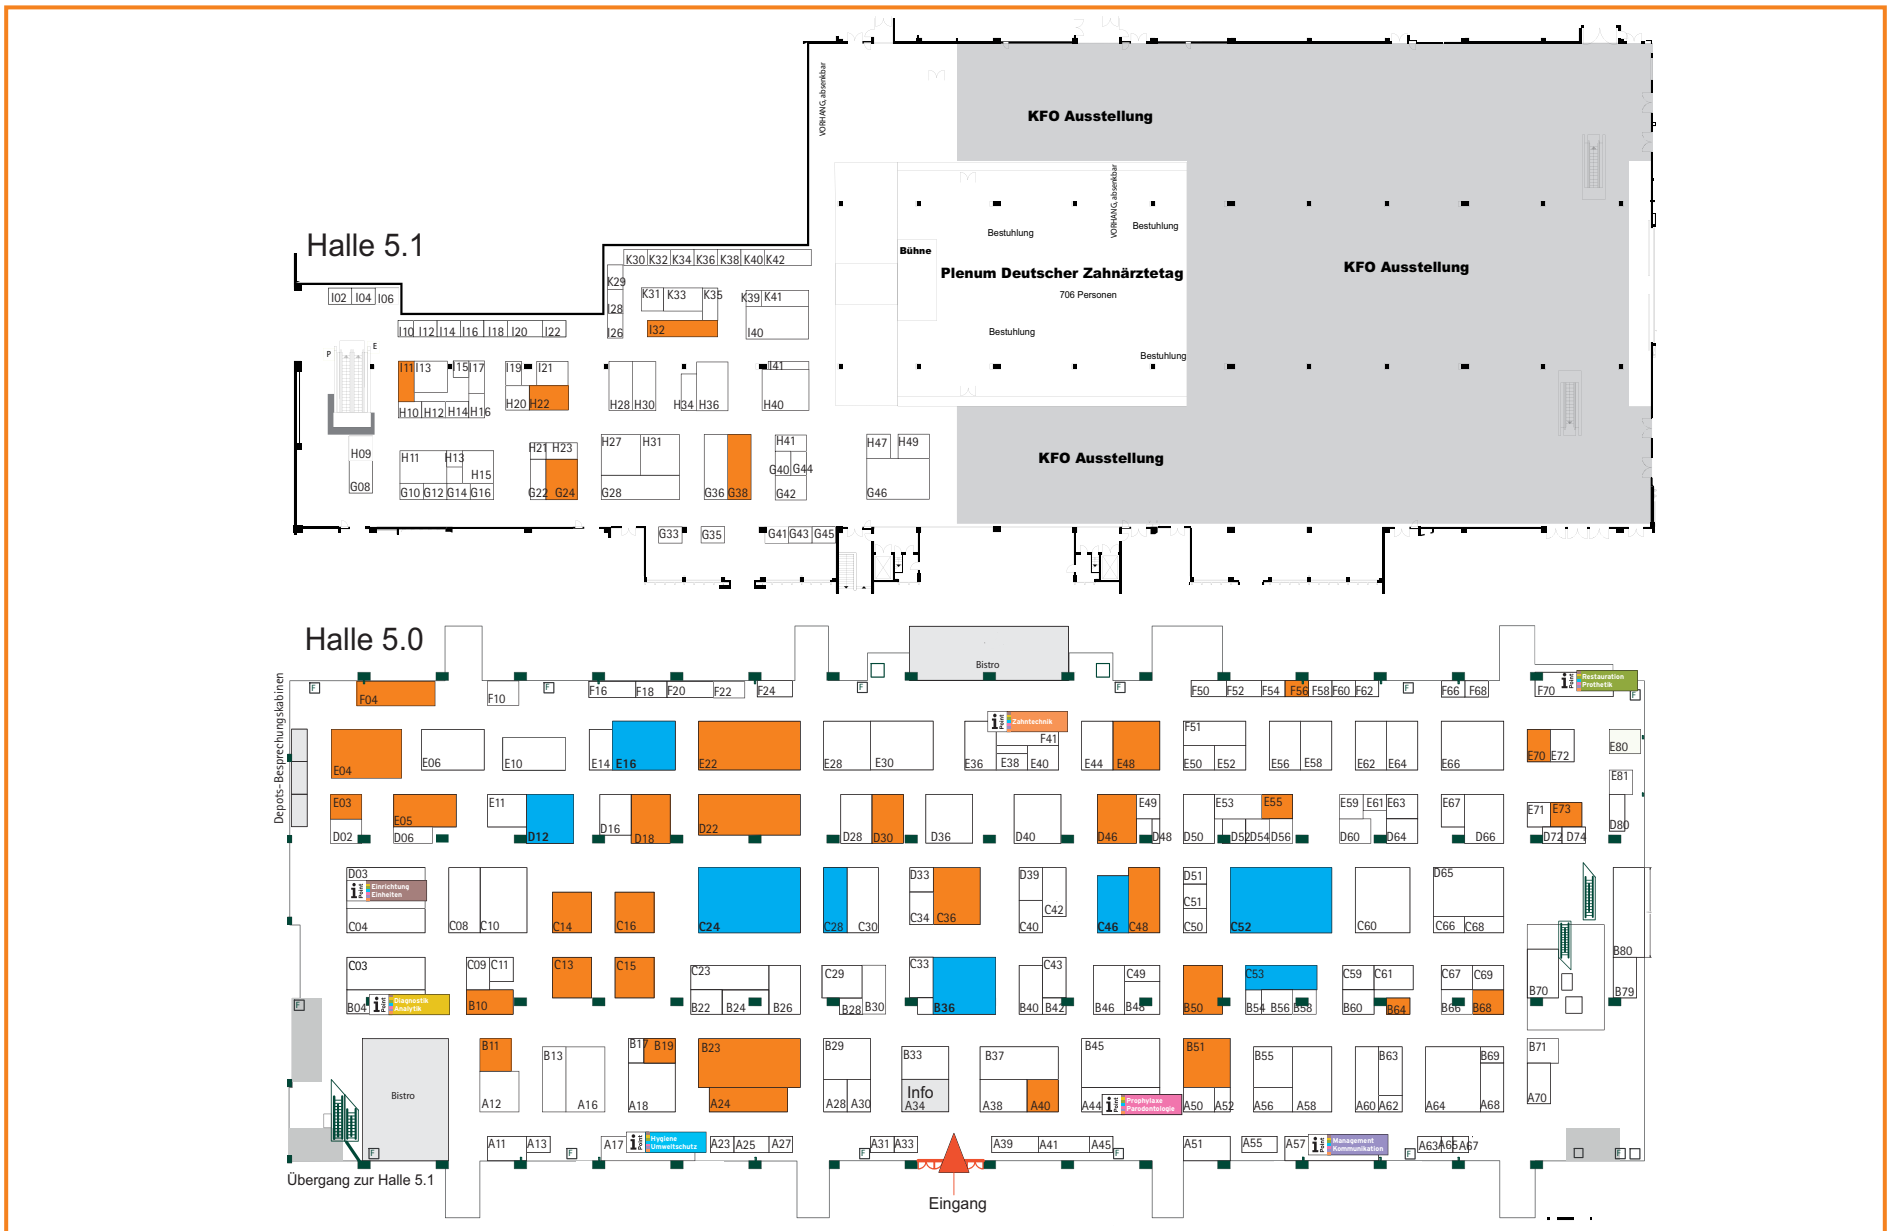 KFO Ausstellung
VORHANG, absenkbar
VORHANG, absenkbar
Halle 5.1
Bestuhlung
Bestuhlung
Bühne
Plenum Deutscher Zahnärztetag
KFO Ausstellung
706 Personen
Bestuhlung
Bestuhlung
K30 K32 K34 K36 K38 K40 K42
K29
I02 I04 I06
K31 K33 K35 K39 K41
I28
I10 I12 I14 I16 I18 I20 I22
I26 I32 I40
P E
I11 I13 I15 I17 I19 I21 I41
H10 H12 H14 H16 H20 H22 H28 H30 H34 H36 H40
H09 H11 H13 H15 H21 H23 H27 H31 H41 H47 H49
KFO Ausstellung
G40 G44
G08 G10 G12 G14 G16 G22 G24 G28 G36 G38 G42 G46
G33 G35 G41 G43 G45
Halle 5.0
Bistro
Depots-Besprechungskabinen
F F F F F F
F04 F10 F16 F18 F20 F22 F24 F50 F52 F54 F56 F58 F60 F62 F66 F68 F70
i Point Restauration
Prothetik
i Point Zahntechnik
F41 F51
E04 E06 E10 E14 E16 E22 E28 E30 E36 E38 E40 E44 E48 E50 E52 E56 E58 E62 E64 E66 E70 E72 E80
E81
E03 E05 E11 E49 E53 E55 E59 E61 E63 E67 E71 E73
D02 D06 D12 D16 D18 D22 D28 D30 D36 D40 D46 D48 D50 D52 D54 D56 D60 D64 D66 D72 D74 D80
D03 D33 D39 D51 D65
i Point Einrichtung
Einheiten
C04 C08 C10 C14 C16 C24 C28 C30 C34 C36 C40 C42 C46 C48 C50 C51 C52 C60 C66 C68
B80
C03 C09 C11 C13 C15 C23 C29 C33 C43 C49 C53 C59 C61 C67 C69
i Point Diagnostik
Analytik
F
B04 B10 B22 B24 B26 B28 B30 B36 B40 B42 B46 B48 B50 B54 B56 B58 B60 B64 B66 B68 B70 B79
B11 B13 B17 B19 B23 B29 B33 B37 B45 B51 B55 B63 B69 B71
Bistro
Info
A12 A16 A18 A24 A28 A30 A34 A38 A40 A44 A50 A52 A56 A58 A60 A62 A64 A68 A70
i Point Prophylaxe
Parodontologie
A11 A13 A17
i Point Hygiene
Umweltschutz
A23 A25 A27 A31 A33 A39 A41 A45 A51 A55 A57
i Point Management
Kommunikation
A63 A65 A67
F F F F F F
Übergang zur Halle 5.1
Eingang